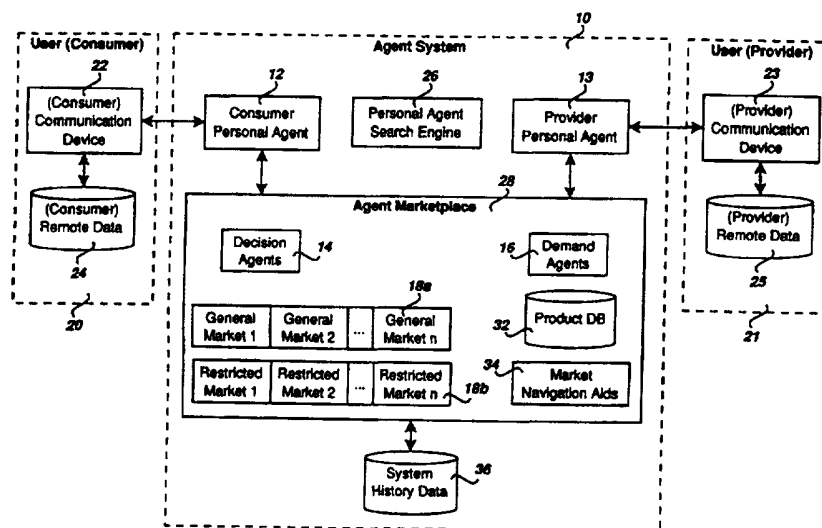 10
User (Consumer)
Agent System
User (Provider)
22
12
26
13
23
(Consumer)
Communication
Device
Consumer
Personal Agent
Personal Agent
Search Engine
Provider
Personal Agent
(Provider)
Communication
Device
28
Agent Marketplace
(Consumer)
Remote Data
(Provider)
Remote Data
24
25
Decision
Agents
14
16
Demand
Agents
20
21
18a
General
Market 1
General
Market 2
...
General
Market n
32
Product DB
Restricted
Market 1
Restricted
Market 2
...
Restricted
Market n
18b
34
Market
Navigation Aids
System
History Data
36